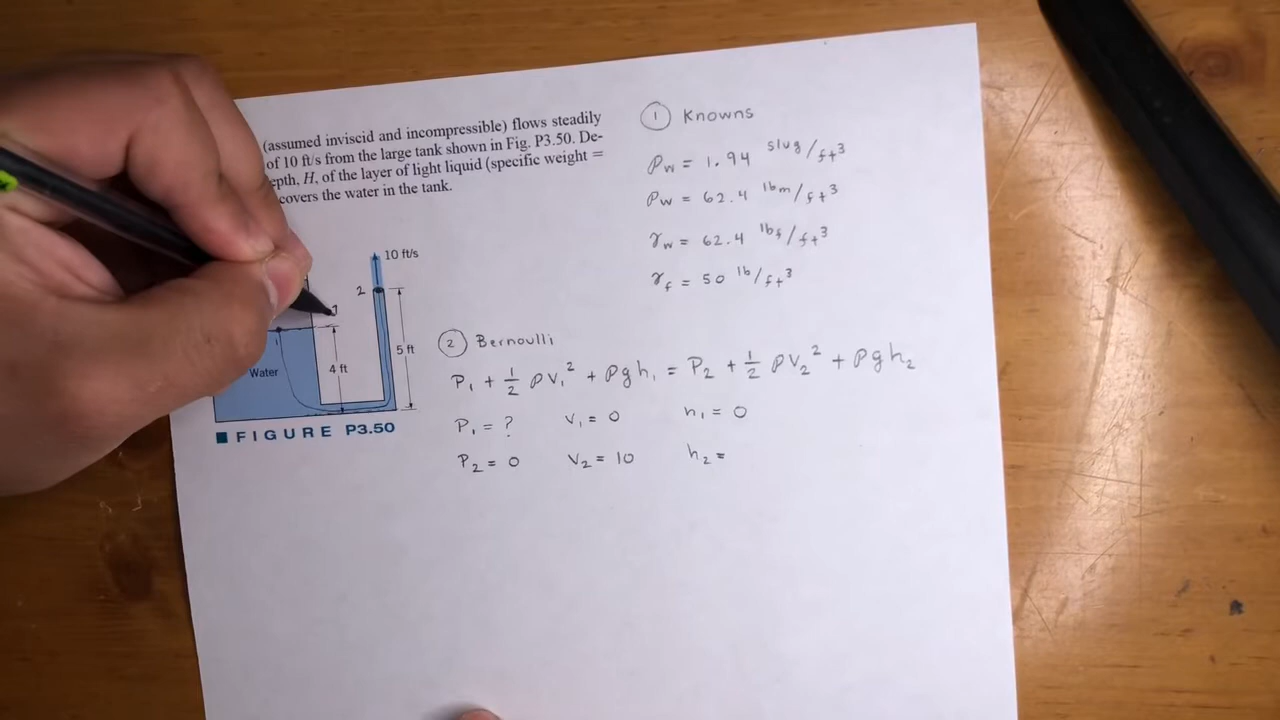 (assumed inviscid and incompressible) flows steadily
of 10 ft/s from the large tank shown in Fig. P3.50. De-
epth, H, of the layer of light liquid (specific weight =
covers the water in the tank.
10 ft/s
2
1
5 ft
4 ft
Water
■ FIGURE P3.50
① Knowns
ρw = 1.94 slug/ft³
ρw = 62.4 lbm/ft³
γw = 62.4 lbf/ft³
γf = 50 lb/ft³
② Bernoulli
P₁ + 1/2 ρV₁² + ρgh₁ = P₂ + 1/2 ρV₂² + ρgh₂
P₁ = ? V₁ = 0 h₁ = 0
P₂ = 0 V₂ = 10 h₂ =